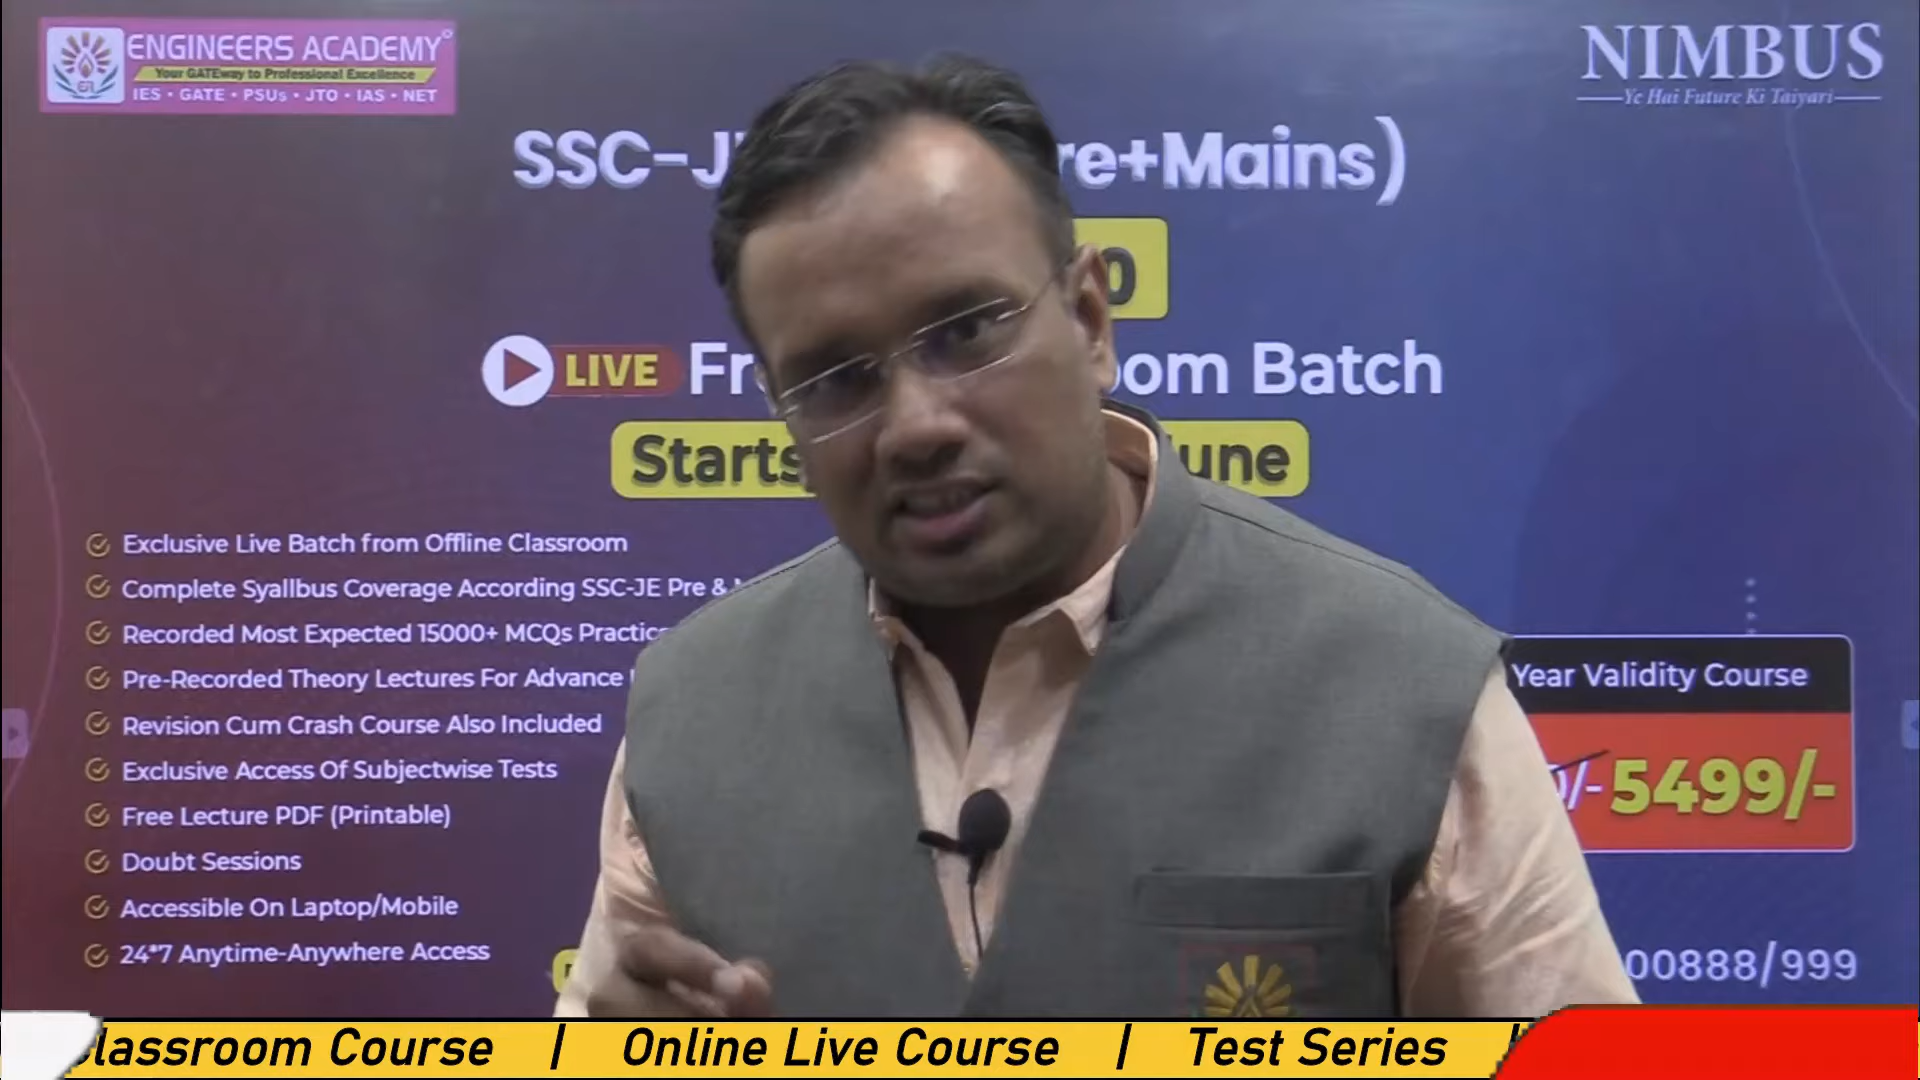 ENGINEERS ACADEMY
Your GATEway to Professional Excellence
IES • GATE • PSUs • JTO • IAS • NET
NIMBUS
Ye Hai Future Ki Taiyari
SSC-J re+Mains)
0
LIVE Fr oom Batch
Starts une
Exclusive Live Batch from Offline Classroom
Complete Syallbus Coverage According SSC-JE Pre &
Recorded Most Expected 15000+ MCQs Practic
Pre-Recorded Theory Lectures For Advance
Revision Cum Crash Course Also Included
Exclusive Access Of Subjectwise Tests
Free Lecture PDF (Printable)
Doubt Sessions
Accessible On Laptop/Mobile
24*7 Anytime-Anywhere Access
Year Validity Course
/- 5499/-
00888/999
lassroom Course | Online Live Course | Test Series